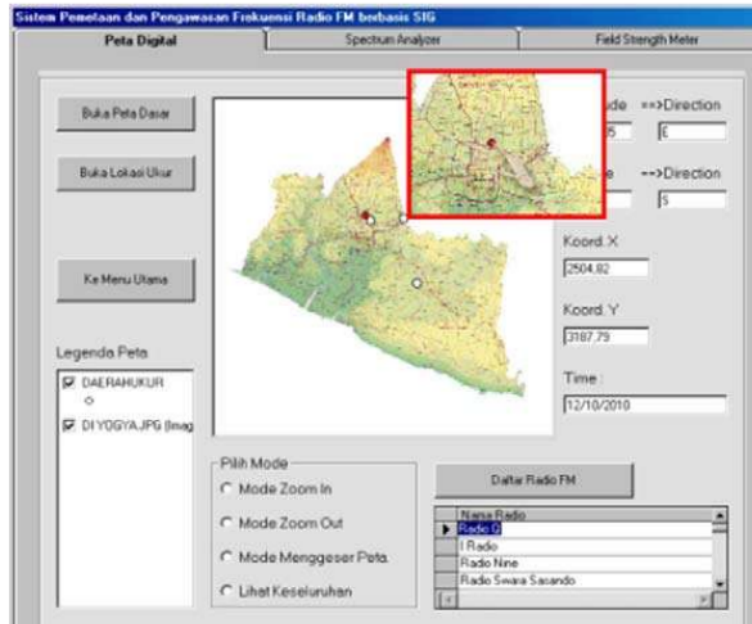 Sistem Pemetaan dan Pengawasan Frekuensi Radio FM berbasis SIG
Peta Digital
Spectrum Analyzer
Field Strength Meter
Buka Peta Dasar
Buka Lokasi Ukur
Ke Menu Utama
ude ==>Direction
E
-->Direction
S
Koord. X
2504,82
Koord. Y
3187,79
Time :
12/10/2010
Legenda Peta
DAERAHUKUR
DI YOGYA.JPG (Imag
Pilih Mode
Mode Zoom In
Mode Zoom Out
Mode Menggeser Peta.
Lihat Keseluruhan
Daftar Radio FM
Nama Radio
Radio Q
I Radio
Radio Nine
Radio Swara Sasando